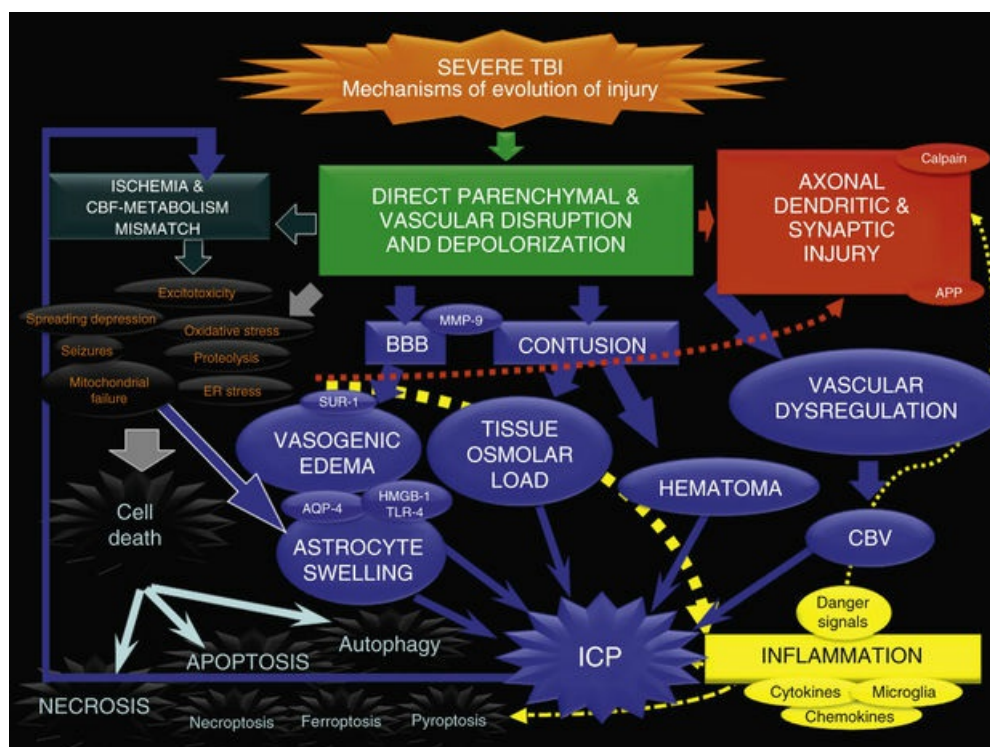 SEVERE TBI
Mechanisms of evolution of injury
ISCHEMIA &
CBF-METABOLISM
MISMATCH
DIRECT PARENCHYMAL &
VASCULAR DISRUPTION
AND DEPOLORIZATION
Calpain
AXONAL
DENDRITIC &
SYNAPTIC
INJURY
APP
Excitotoxicity
Spreading depression
Oxidative stress
Seizures
Proteolysis
Mitochondrial
failure
ER stress
BBB
MMP-9
CONTUSION
VASCULAR
DYSREGULATION
SUR-1
VASOGENIC
EDEMA
TISSUE
OSMOLAR
LOAD
HEMATOMA
AQP-4
HMGB-1
TLR-4
ASTROCYTE
SWELLING
CBV
Cell
death
Danger
signals
ICP
INFLAMMATION
Cytokines
Microglia
Chemokines
Autophagy
APOPTOSIS
NECROSIS
Necroptosis
Ferroptosis
Pyroptosis